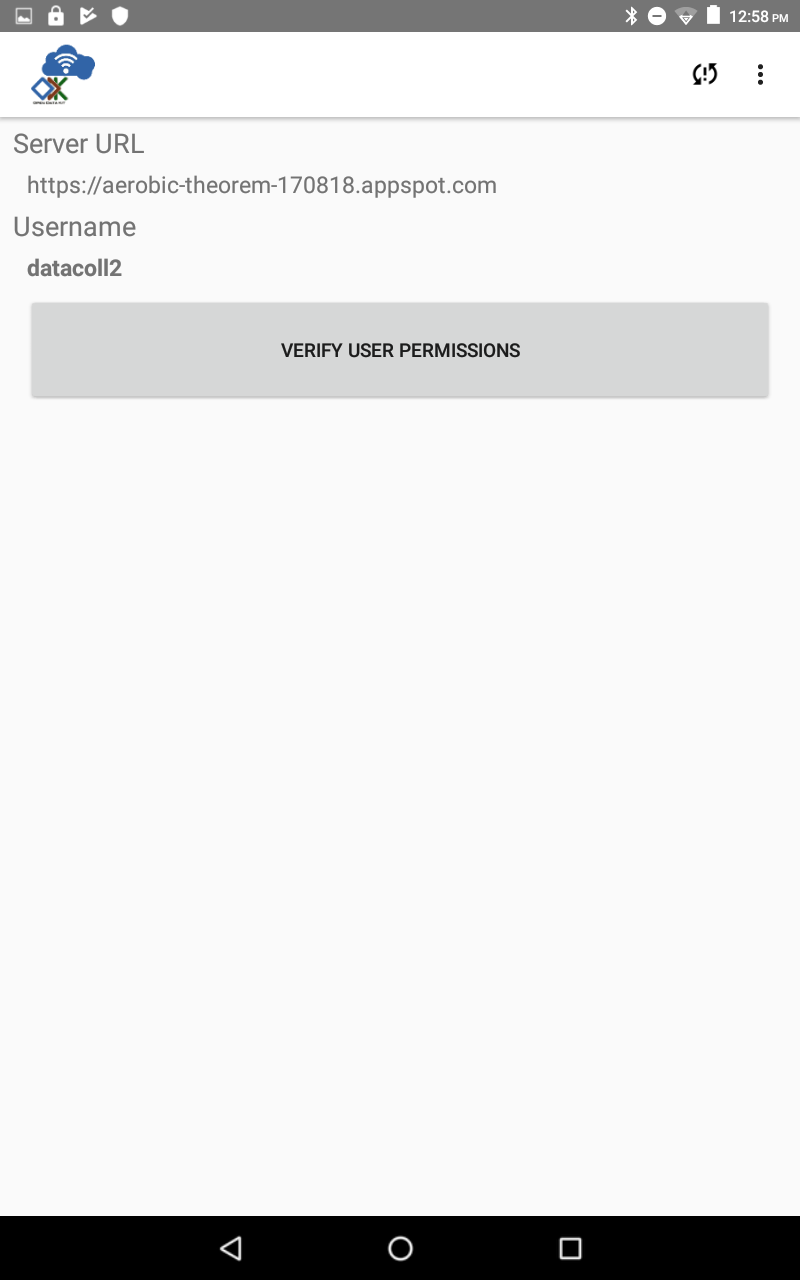 12:58 PM
Server URL
https://aerobic-theorem-170818.appspot.com
Username
datacoll2
VERIFY USER PERMISSIONS